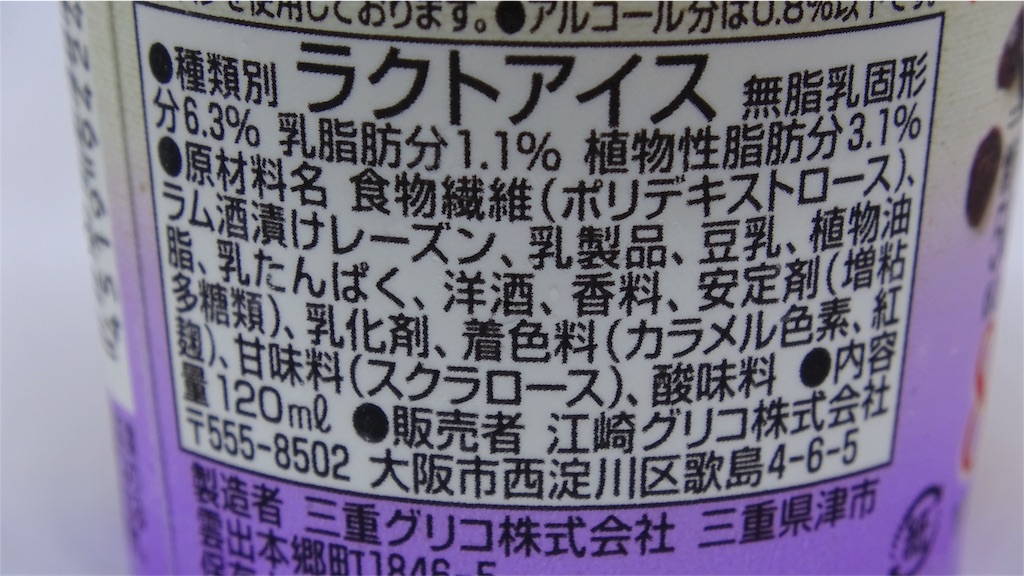 を使用しております。●アルコール分は0.8%以下です。
●種類別 ラクトアイス 無脂乳固形
分6.3% 乳脂肪分1.1% 植物性脂肪分3.1%
●原材料名 食物繊維(ポリデキストロース)、
ラム酒漬けレーズン、乳製品、豆乳、植物油
脂、乳たんぱく、洋酒、香料、安定剤(増粘
多糖類)、乳化剤、着色料(カラメル色素、紅
麹)、甘味料(スクラロース)、酸味料 ●内容
量120mℓ ●販売者 江崎グリコ株式会社
〒555-8502 大阪市西淀川区歌島4-6-5
製造者 三重グリコ株式会社 三重県津市
雲出本郷町1846-5